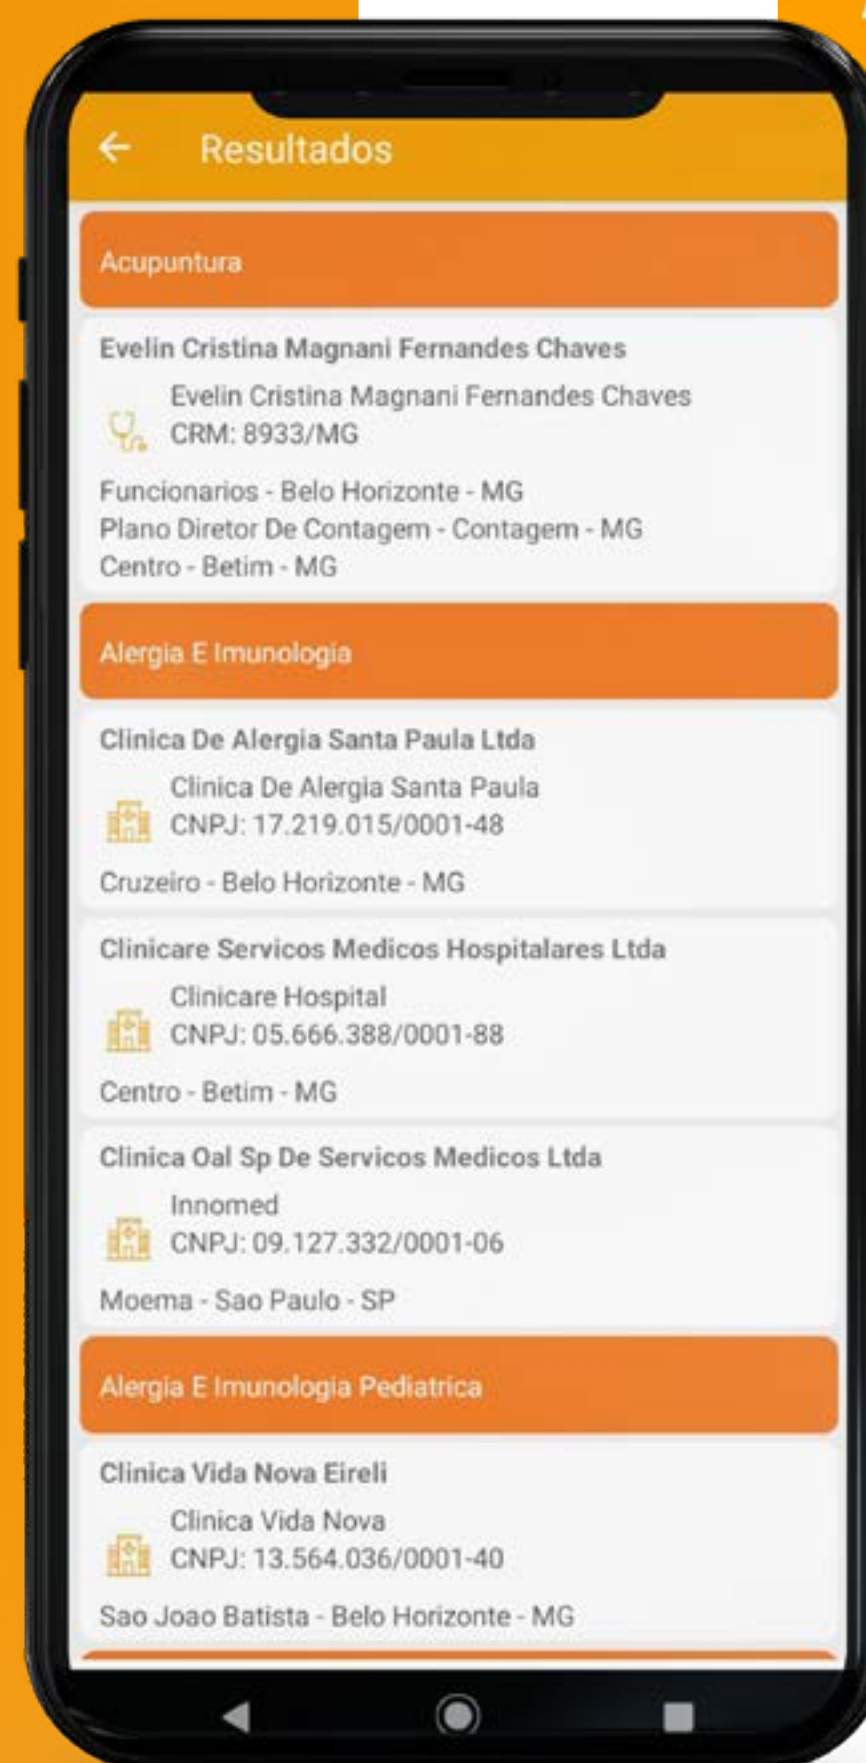 Resultados
Acupuntura
Evelin Cristina Magnani Fernandes Chaves
Evelin Cristina Magnani Fernandes Chaves
CRM: 8933/MG
Funcionarios - Belo Horizonte - MG
Plano Diretor De Contagem - Contagem - MG
Centro - Betim - MG
Alergia E Imunologia
Clinica De Alergia Santa Paula Ltda
Clinica De Alergia Santa Paula
CNPJ: 17.219.015/0001-48
Cruzeiro - Belo Horizonte - MG
Clinicare Servicos Medicos Hospitalares Ltda
Clinicare Hospital
CNPJ: 05.666.388/0001-88
Centro - Betim - MG
Clinica Oal Sp De Servicos Medicos Ltda
Innomed
CNPJ: 09.127.332/0001-06
Moema - Sao Paulo - SP
Alergia E Imunologia Pediatrica
Clinica Vida Nova Eireli
Clinica Vida Nova
CNPJ: 13.564.036/0001-40
Sao Joao Batista - Belo Horizonte - MG